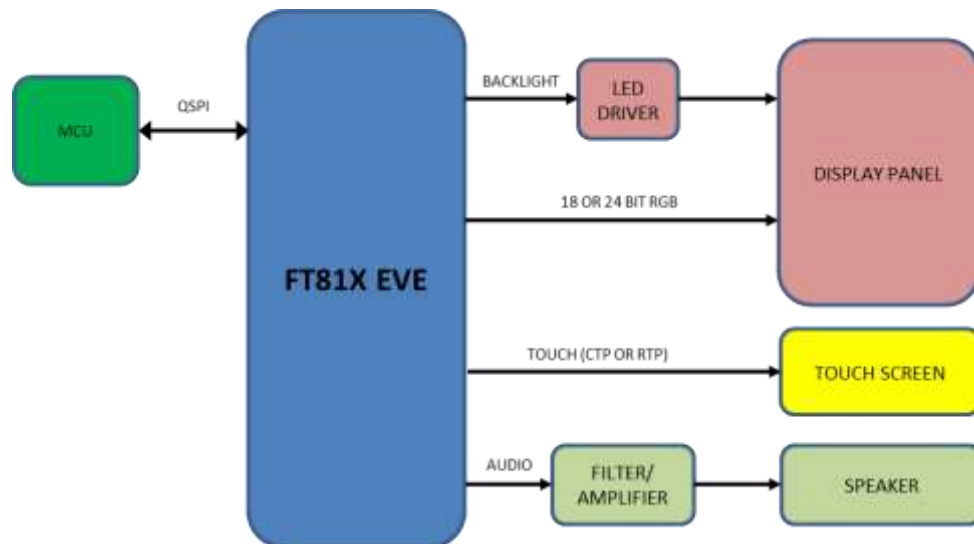 MCU
QSPI
FT81X EVE
BACKLIGHT
LED
DRIVER
DISPLAY PANEL
18 OR 24 BIT RGB
TOUCH (CTP OR RTP)
TOUCH SCREEN
AUDIO
FILTER/
AMPLIFIER
SPEAKER